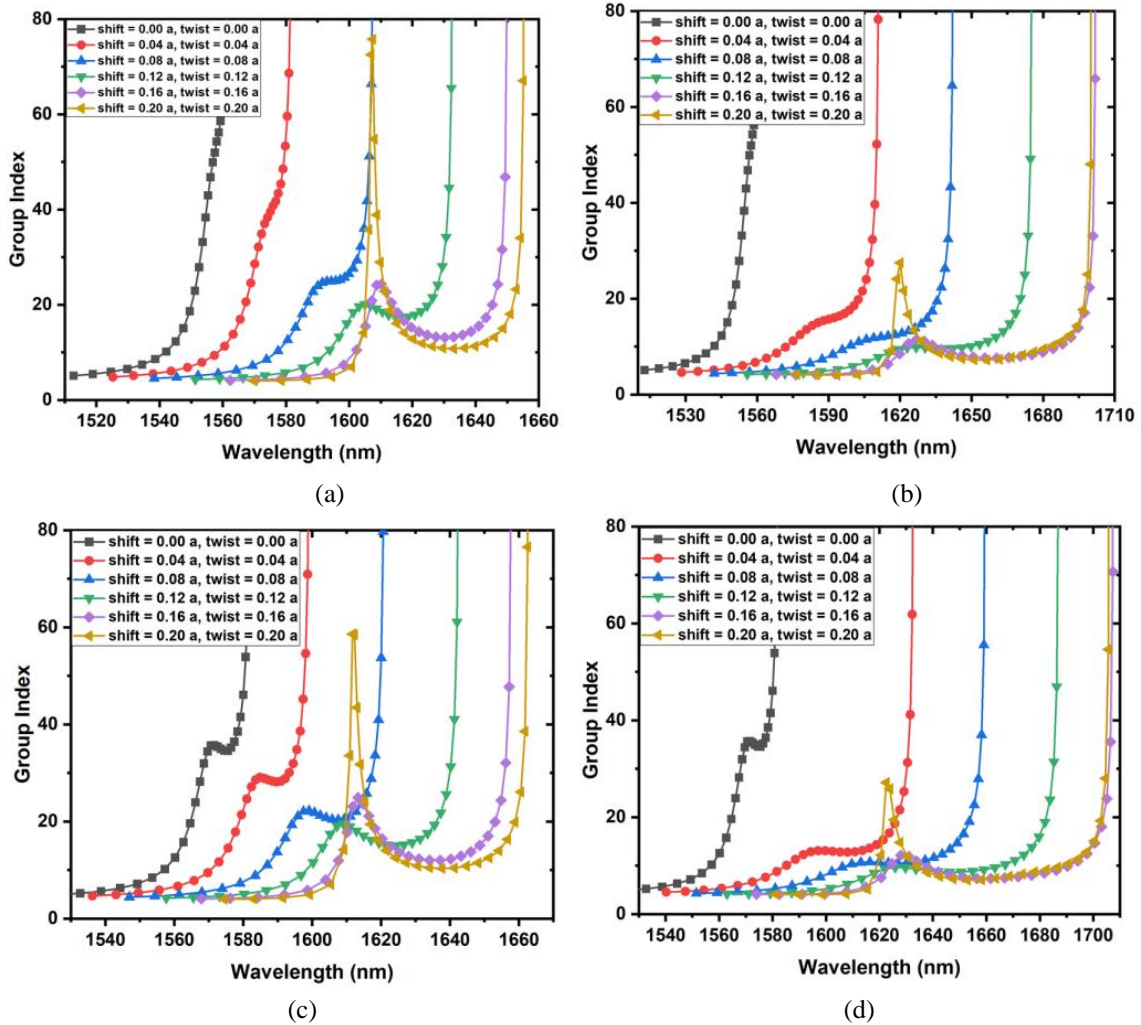 80
60
40
20
0
Group Index
shift = 0.00 a, twist = 0.00 a
shift = 0.04 a, twist = 0.04 a
shift = 0.08 a, twist = 0.08 a
shift = 0.12 a, twist = 0.12 a
shift = 0.16 a, twist = 0.16 a
shift = 0.20 a, twist = 0.20 a
1520 1540 1560 1580 1600 1620 1640 1660
Wavelength (nm)
(a)
80
60
40
20
0
Group Index
shift = 0.00 a, twist = 0.00 a
shift = 0.04 a, twist = 0.04 a
shift = 0.08 a, twist = 0.08 a
shift = 0.12 a, twist = 0.12 a
shift = 0.16 a, twist = 0.16 a
shift = 0.20 a, twist = 0.20 a
1530 1560 1590 1620 1650 1680 1710
Wavelength (nm)
(b)
80
60
40
20
0
Group Index
shift = 0.00 a, twist = 0.00 a
shift = 0.04 a, twist = 0.04 a
shift = 0.08 a, twist = 0.08 a
shift = 0.12 a, twist = 0.12 a
shift = 0.16 a, twist = 0.16 a
shift = 0.20 a, twist = 0.20 a
1540 1560 1580 1600 1620 1640 1660
Wavelength (nm)
(c)
80
60
40
20
0
Group Index
shift = 0.00 a, twist = 0.00 a
shift = 0.04 a, twist = 0.04 a
shift = 0.08 a, twist = 0.08 a
shift = 0.12 a, twist = 0.12 a
shift = 0.16 a, twist = 0.16 a
shift = 0.20 a, twist = 0.20 a
1540 1560 1580 1600 1620 1640 1660 1680 1700
Wavelength (nm)
(d)